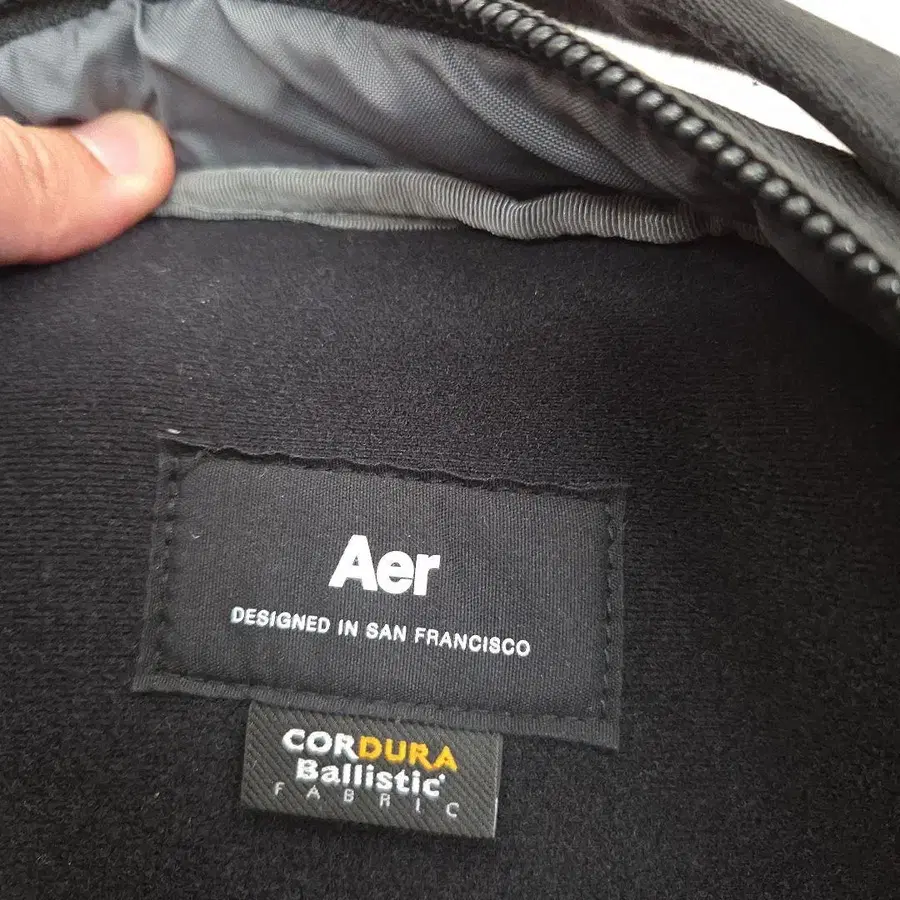 Aer
DESIGNED IN SAN FRANCISCO
CORDURA
Ballistic®
FABRIC